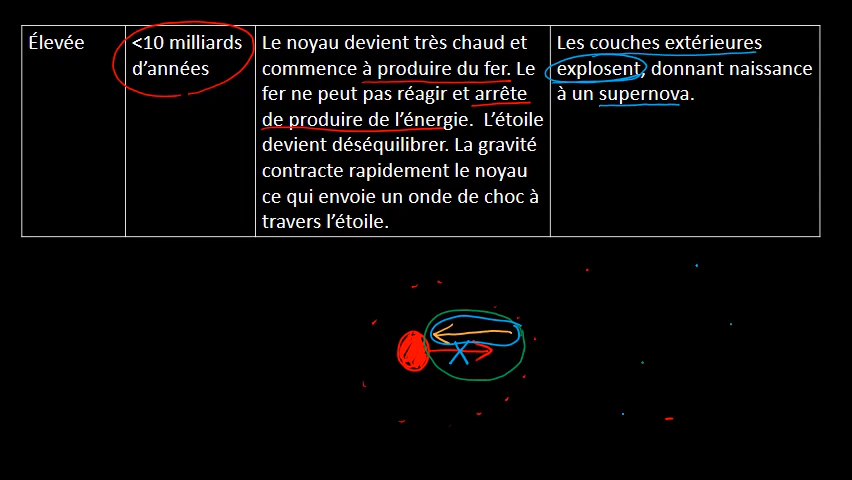 Élevée
<10 milliards
d'années
Le noyau devient très chaud et
commence à produire du fer. Le
fer ne peut pas réagir et arrête
de produire de l'énergie. L'étoile
devient déséquilibrer. La gravité
contracte rapidement le noyau
ce qui envoie un onde de choc à
travers l'étoile.
Les couches extérieures
explosent, donnant naissance
à un supernova.